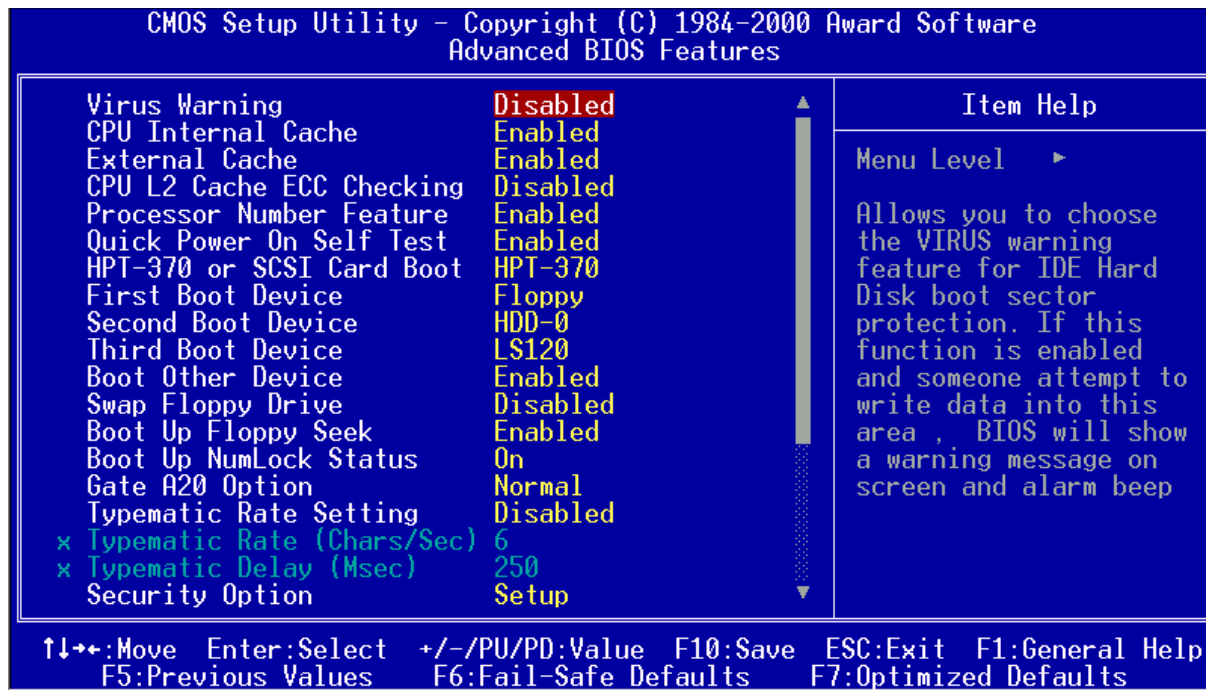 CMOS Setup Utility - Copyright (C) 1984-2000 Award Software
Advanced BIOS Features
Virus Warning Disabled
CPU Internal Cache Enabled
External Cache Enabled
CPU L2 Cache ECC Checking Disabled
Processor Number Feature Enabled
Quick Power On Self Test Enabled
HPT-370 or SCSI Card Boot HPT-370
First Boot Device Floppy
Second Boot Device HDD-0
Third Boot Device LS120
Boot Other Device Enabled
Swap Floppy Drive Disabled
Boot Up Floppy Seek Enabled
Boot Up NumLock Status On
Gate A20 Option Normal
Typematic Rate Setting Disabled
x Typematic Rate (Chars/Sec) 6
x Typematic Delay (Msec) 250
Security Option Setup
Item Help
Menu Level ►
Allows you to choose
the VIRUS warning
feature for IDE Hard
Disk boot sector
protection. If this
function is enabled
and someone attempt to
write data into this
area , BIOS will show
a warning message on
screen and alarm beep
↑↓→←:Move Enter:Select +/-/PU/PD:Value F10:Save ESC:Exit F1:General Help
F5:Previous Values F6:Fail-Safe Defaults F7:Optimized Defaults